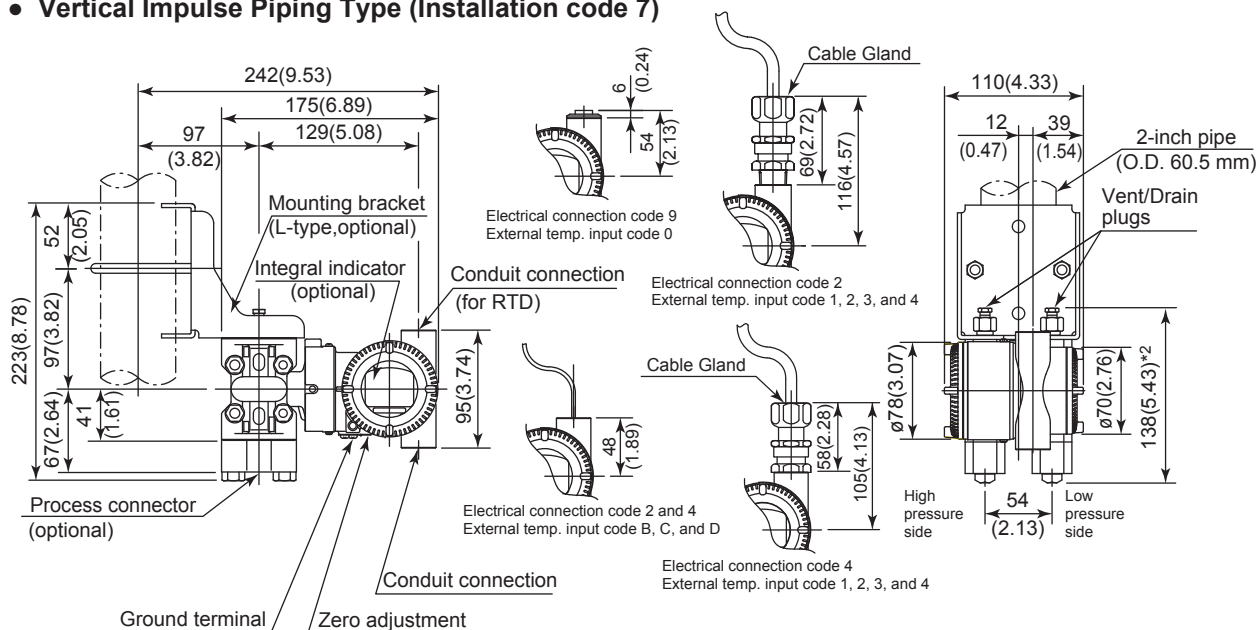 ● Vertical Impulse Piping Type (Installation code 7)
242(9.53)
175(6.89)
129(5.08)
97
(3.82)
Mounting bracket
(L-type,optional)
Integral indicator
(optional)
Conduit connection
(for RTD)
223(8.78)
52
(2.05)
97(3.82)
41
(1.61)
67(2.64)
95(3.74)
Process connector
(optional)
Conduit connection
Ground terminal
Zero adjustment
6
(0.24)
54
(2.13)
Electrical connection code 9
External temp. input code 0
48
(1.89)
Electrical connection code 2 and 4
External temp. input code B, C, and D
Cable Gland
69(2.72)
116(4.57)
Electrical connection code 2
External temp. input code 1, 2, 3, and 4
Cable Gland
58(2.28)
105(4.13)
Electrical connection code 4
External temp. input code 1, 2, 3, and 4
110(4.33)
12
(0.47)
39
(1.54)
2-inch pipe
(O.D. 60.5 mm)
Vent/Drain
plugs
ø78(3.07)
ø70(2.76)
138(5.43)*2
High
pressure
side
54
(2.13)
Low
pressure
side